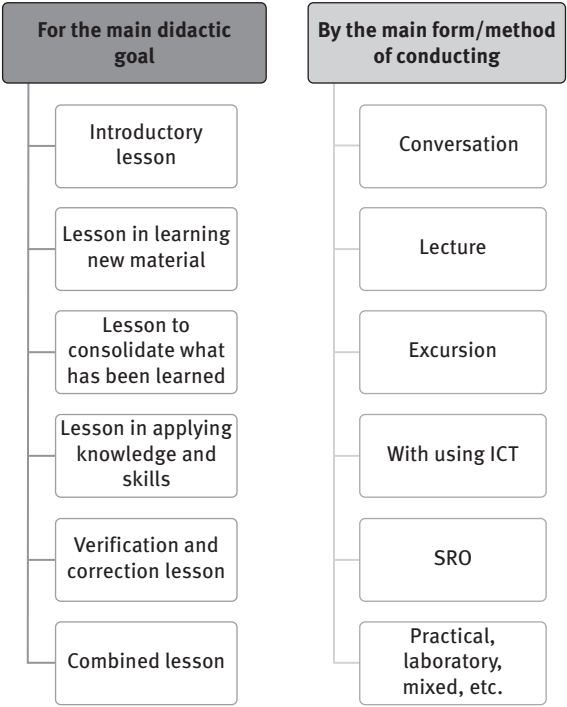 For the main didactic
goal
Introductory
lesson
Lesson in learning
new material
Lesson to
consolidate what
has been learned
Lesson in applying
knowledge and
skills
Verification and
correction lesson
Combined lesson
By the main form/method
of conducting
Conversation
Lecture
Excursion
With using ICT
SRO
Practical,
laboratory,
mixed, etc.